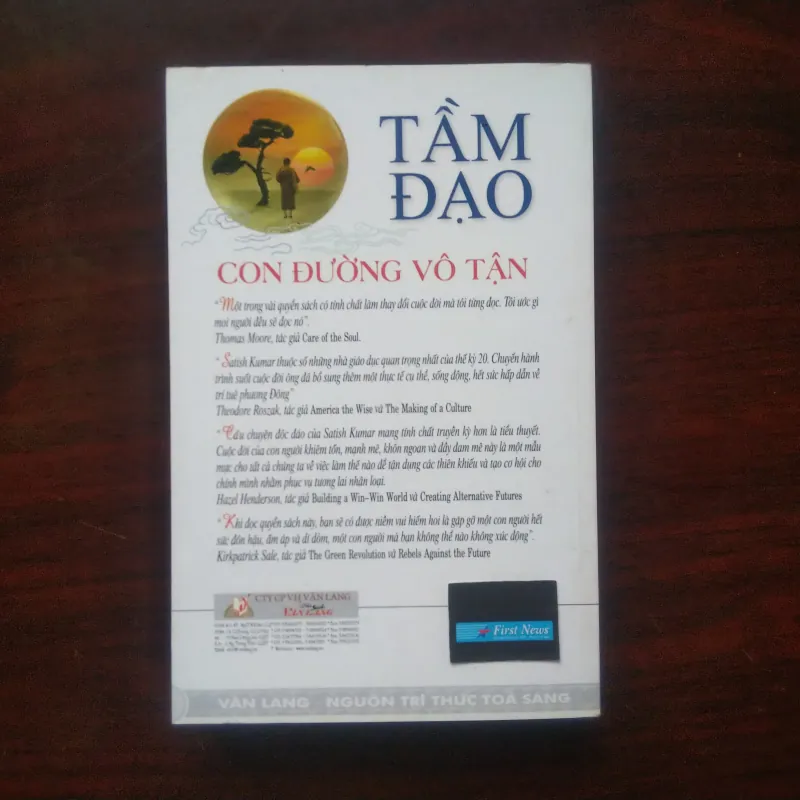 TẦM
ĐẠO
CON ĐƯỜNG VÔ TẬN
“Một trong vài quyển sách có tính chất làm thay đổi cuộc đời mà tôi từng đọc. Tôi ước gì
mọi người đều sẽ đọc nó”.
Thomas Moore, tác giả Care of the Soul.
“Satish Kumar thuộc số những nhà giáo dục quan trọng nhất của thế kỷ 20. Chuyến hành
trình suốt cuộc đời ông đã bổ sung thêm một thực tế cụ thể, sống động, hết sức hấp dẫn về
trí tuệ phương Đông”
Theodore Roszak, tác giả America the Wise và The Making of a Culture
“Câu chuyện độc đáo của Satish Kumar mang tính chất truyền kỳ hơn là tiểu thuyết.
Cuộc đời của con người khiêm tốn, mạnh mẽ, khôn ngoan và đầy đam mê này là một mẫu
mực cho tất cả chúng ta về việc làm thế nào để tận dụng các thiên khiếu và tạo cơ hội cho
chính mình nhằm phục vụ tương lai nhân loại.
Hazel Henderson, tác giả Building a Win–Win World và Creating Alternative Futures
“Khi đọc quyển sách này, bạn sẽ có được niềm vui hiếm hoi là gặp gỡ một con người hết
sức đôn hậu, ấm áp và dí dỏm, một con người mà bạn không thể nào không xúc động”.
Kirkpatrick Sale, tác giả The Green Revolution và Rebels Against the Future
CTY CP VH VĂN LANG
VĂN LANG
First News
VĂN LANG NGUỒN TRI THỨC TOẢ SÁNG